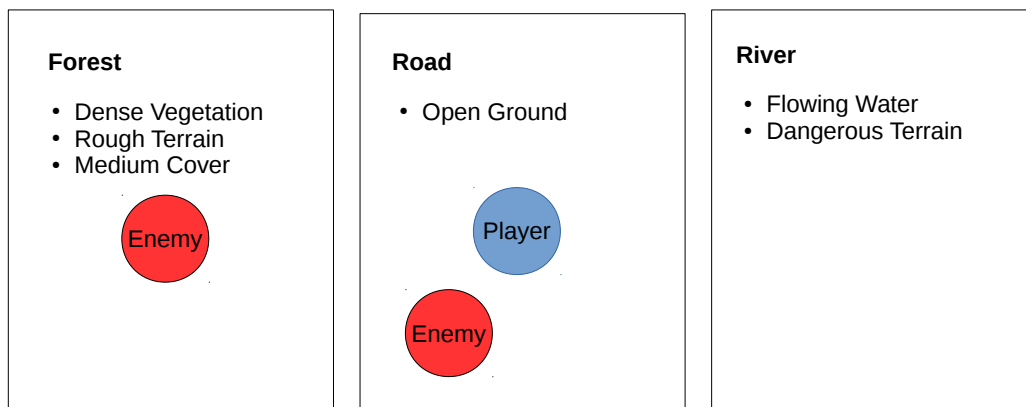 Forest
• Dense Vegetation
• Rough Terrain
• Medium Cover
Enemy
Road
• Open Ground
Player
Enemy
River
• Flowing Water
• Dangerous Terrain